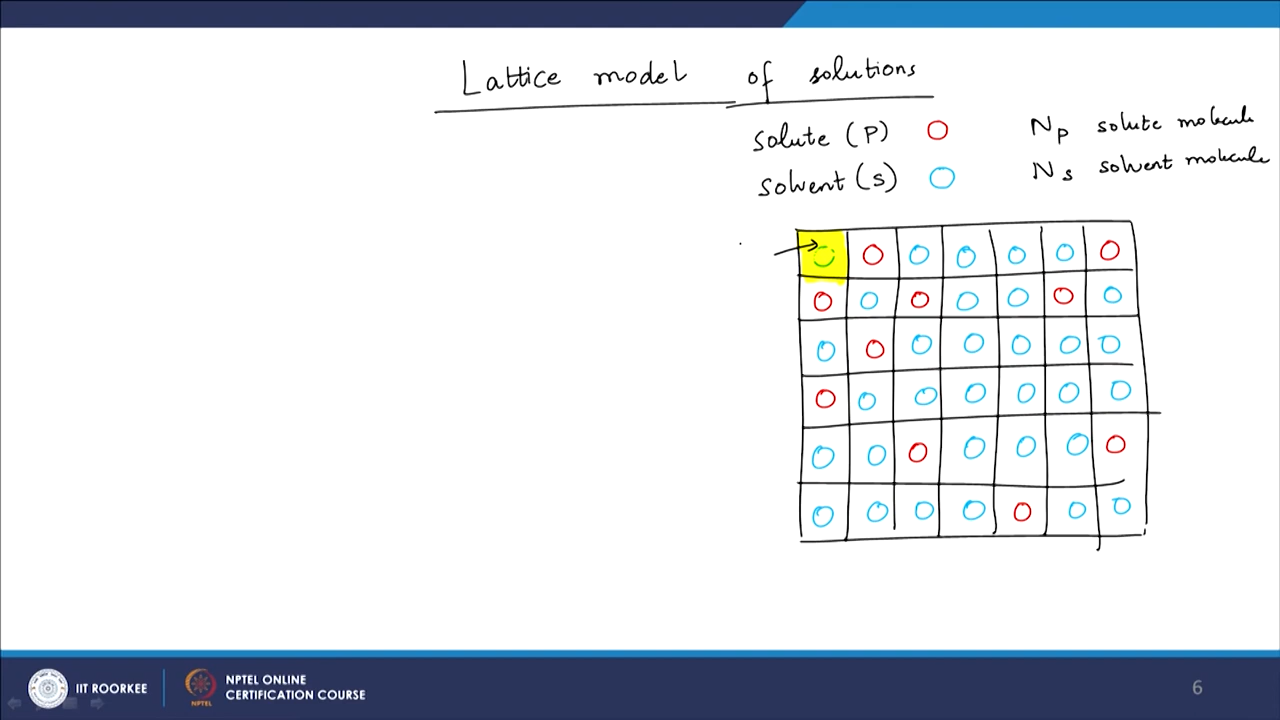 Lattice model of solutions
Solute (P) Np solute molecule
Solvent (s) Ns solvent molecule
IIT ROORKEE
NPTEL
NPTEL ONLINE
CERTIFICATION COURSE
6